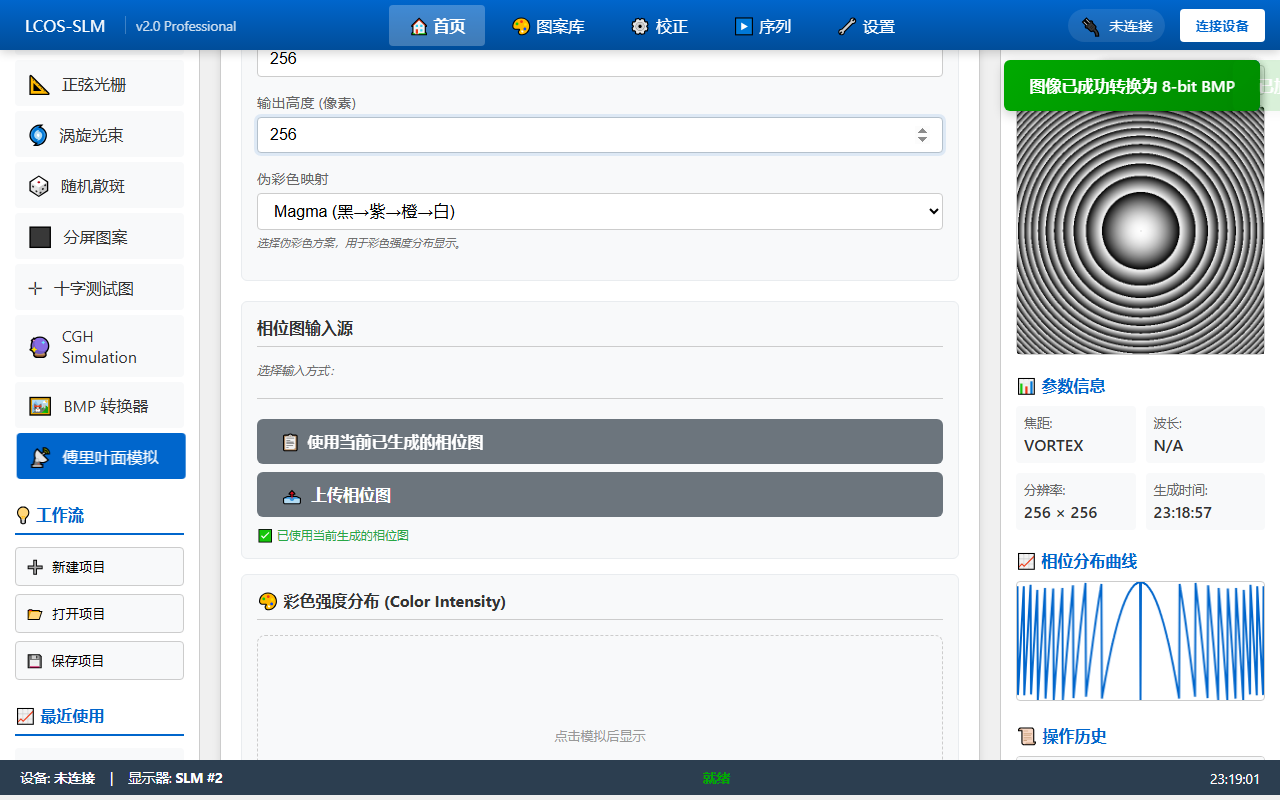 LCOS-SLM
v2.0 Professional
首页
图案库
校正
序列
设置
未连接
连接设备
正弦光栅
涡旋光束
随机散斑
分屏图案
十字测试图
CGH
Simulation
BMP 转换器
傅里叶面模拟
工作流
新建项目
打开项目
保存项目
最近使用
256
输出高度 (像素)
256
伪彩色映射
Magma (黑→紫→橙→白)
选择伪彩色方案，用于彩色强度分布显示。
相位图输入源
选择输入方式：
使用当前已生成的相位图
上传相位图
已使用当前生成的相位图
彩色强度分布 (Color Intensity)
点击模拟后显示
图像已成功转换为 8-bit BMP
参数信息
焦距:
VORTEX
波长:
N/A
分辨率:
256 × 256
生成时间:
23:18:57
相位分布曲线
操作历史
设备: 未连接 | 显示器: SLM #2
就绪
23:19:01